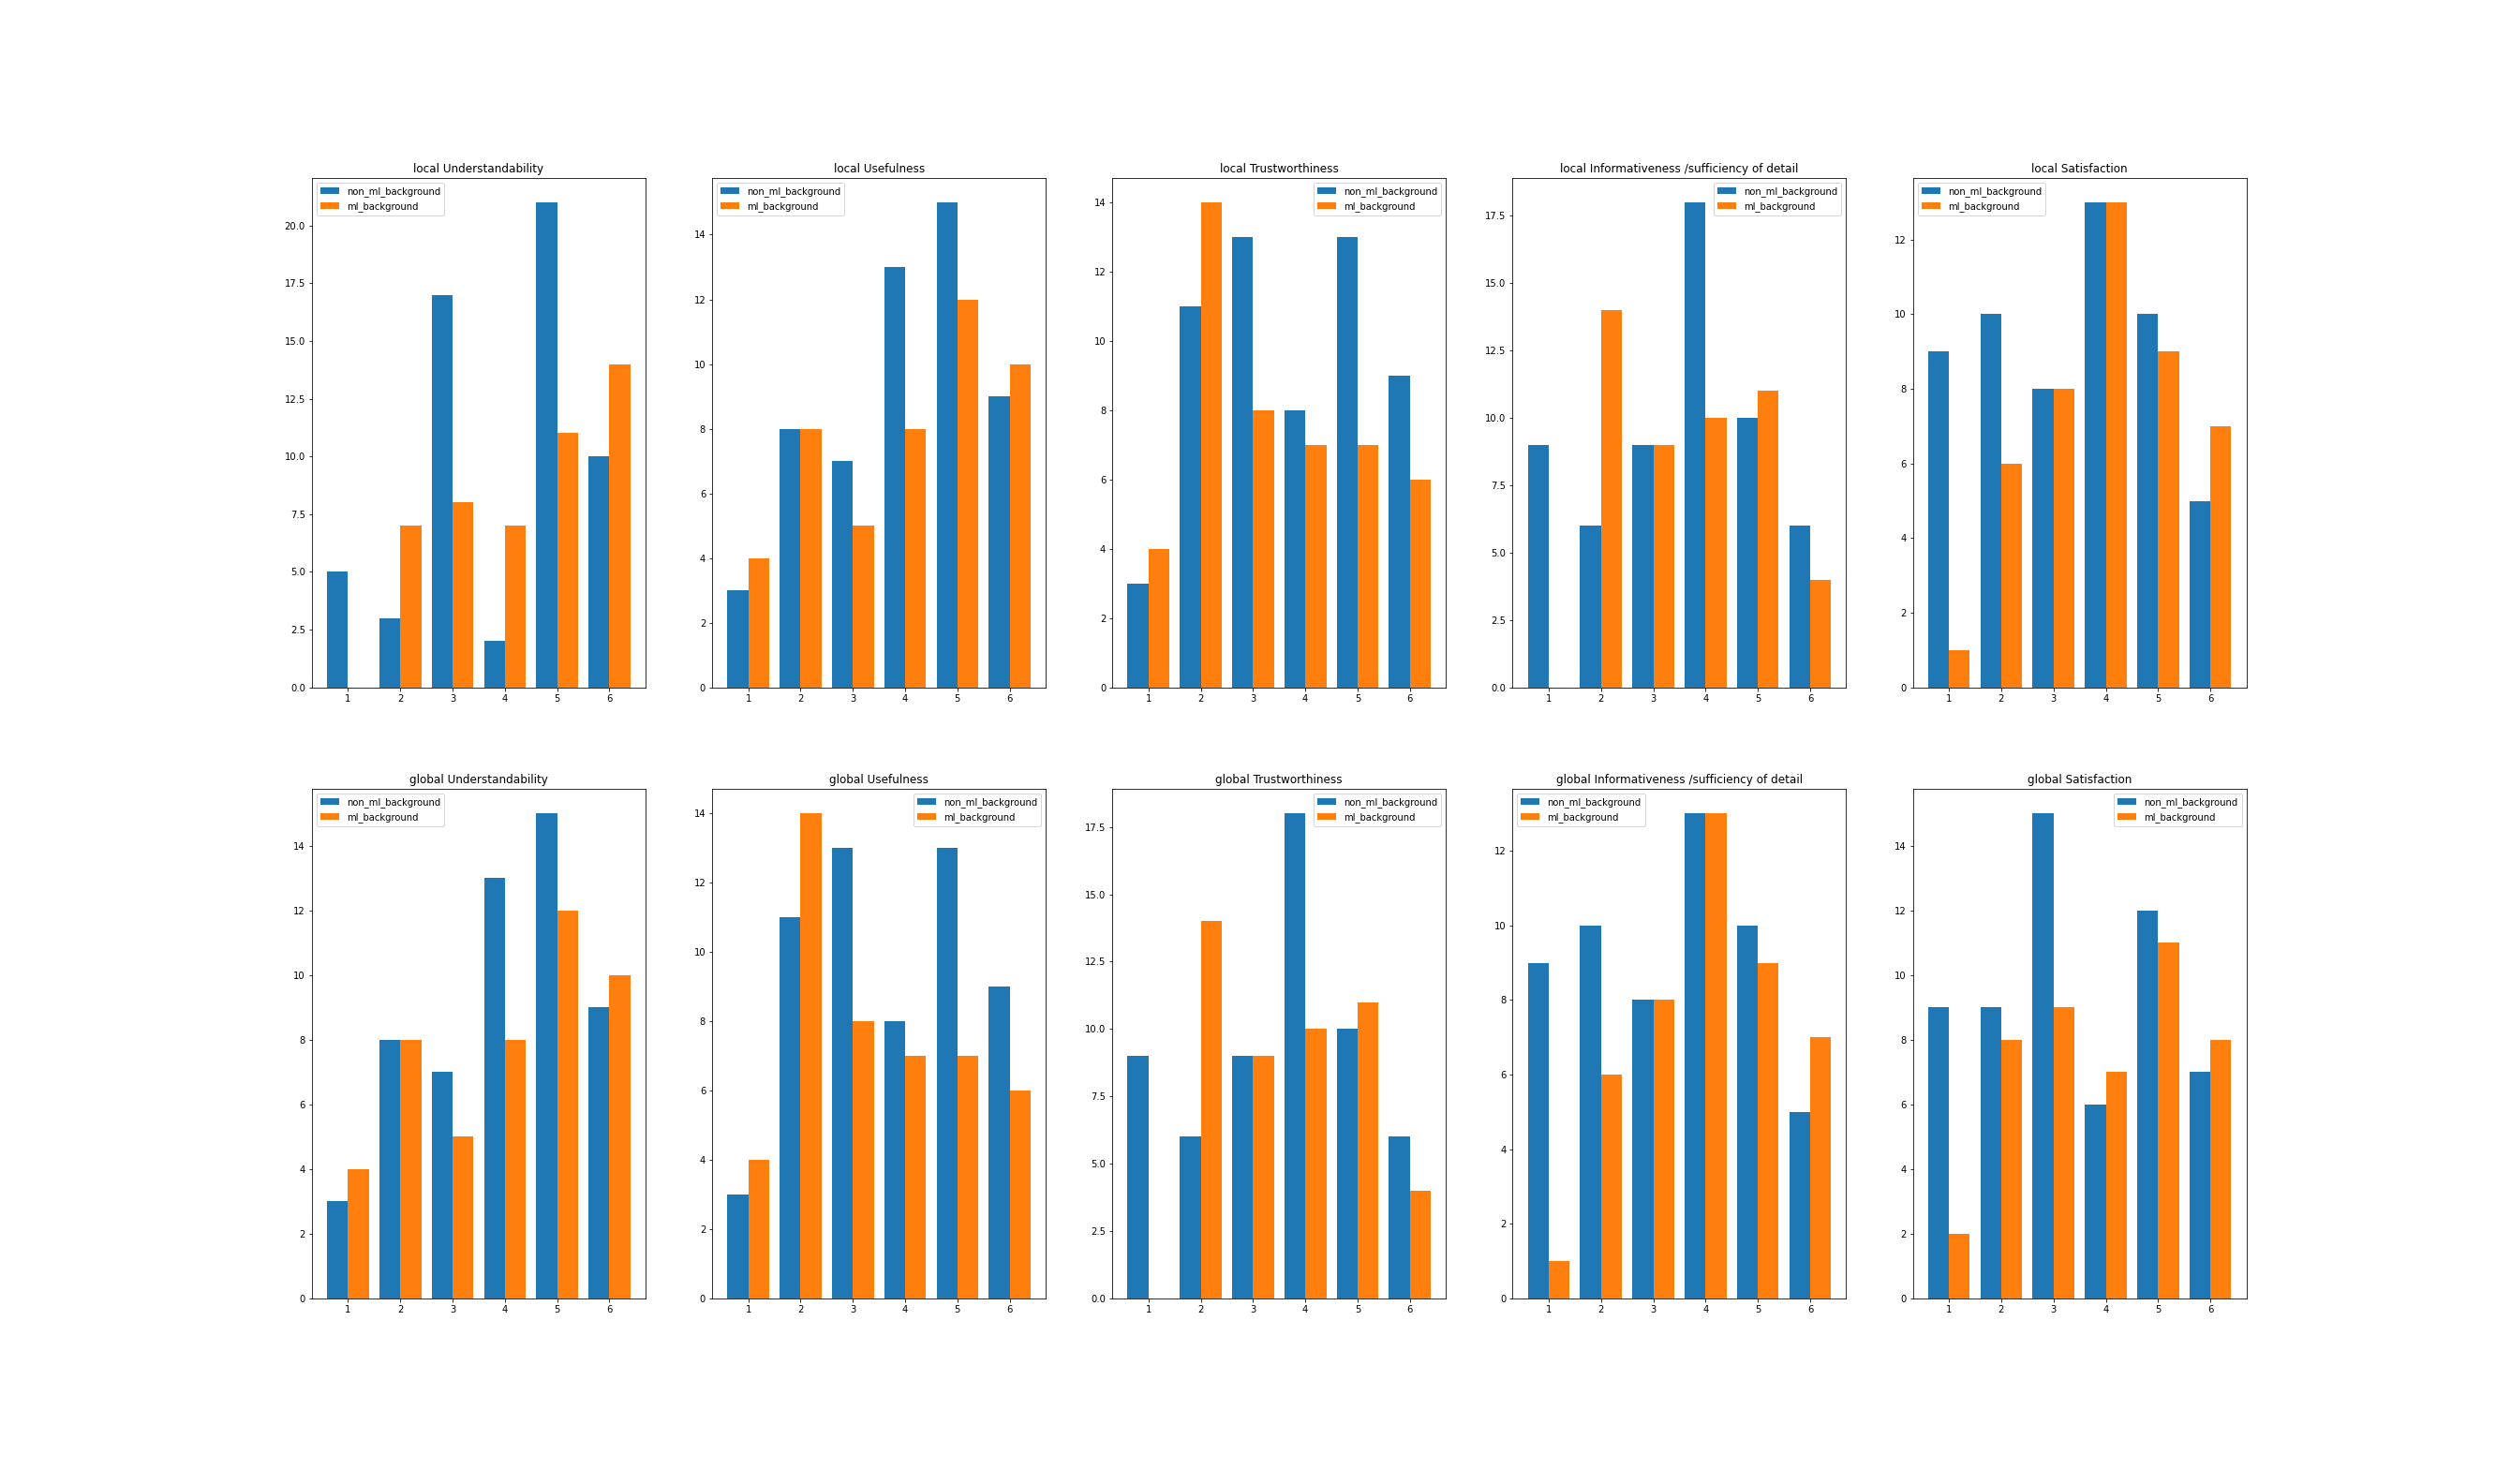 local Understandability
non_ml_background
ml_background
20.0
17.5
15.0
12.5
10.0
7.5
5.0
2.5
0.0
1 2 3 4 5 6
local Usefulness
non_ml_background
ml_background
14
12
10
8
6
4
2
0
1 2 3 4 5 6
local Trustworthiness
non_ml_background
ml_background
14
12
10
8
6
4
2
0
1 2 3 4 5 6
local Informativeness /sufficiency of detail
non_ml_background
ml_background
17.5
15.0
12.5
10.0
7.5
5.0
2.5
0.0
1 2 3 4 5 6
local Satisfaction
non_ml_background
ml_background
12
10
8
6
4
2
0
1 2 3 4 5 6
global Understandability
non_ml_background
ml_background
14
12
10
8
6
4
2
0
1 2 3 4 5 6
global Usefulness
non_ml_background
ml_background
14
12
10
8
6
4
2
0
1 2 3 4 5 6
global Trustworthiness
non_ml_background
ml_background
17.5
15.0
12.5
10.0
7.5
5.0
2.5
0.0
1 2 3 4 5 6
global Informativeness /sufficiency of detail
non_ml_background
ml_background
12
10
8
6
4
2
0
1 2 3 4 5 6
global Satisfaction
non_ml_background
ml_background
14
12
10
8
6
4
2
0
1 2 3 4 5 6